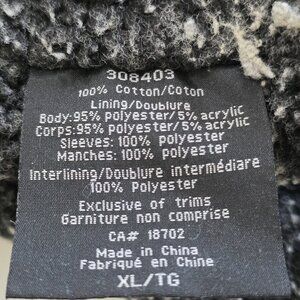 308403
100% Cotton/Coton
Lining/Doublure
Body:95% polyester/5% acrylic
Corps:95% polyester/5% acrylic
Sleeves: 100% polyester
Manches: 100% polyester
Interlining/Doublure intermédiare
100% Polyester
Exclusive of trims
Garniture non comprise
CA# 18702
Made in China
Fabriqué en Chine
XL/TG